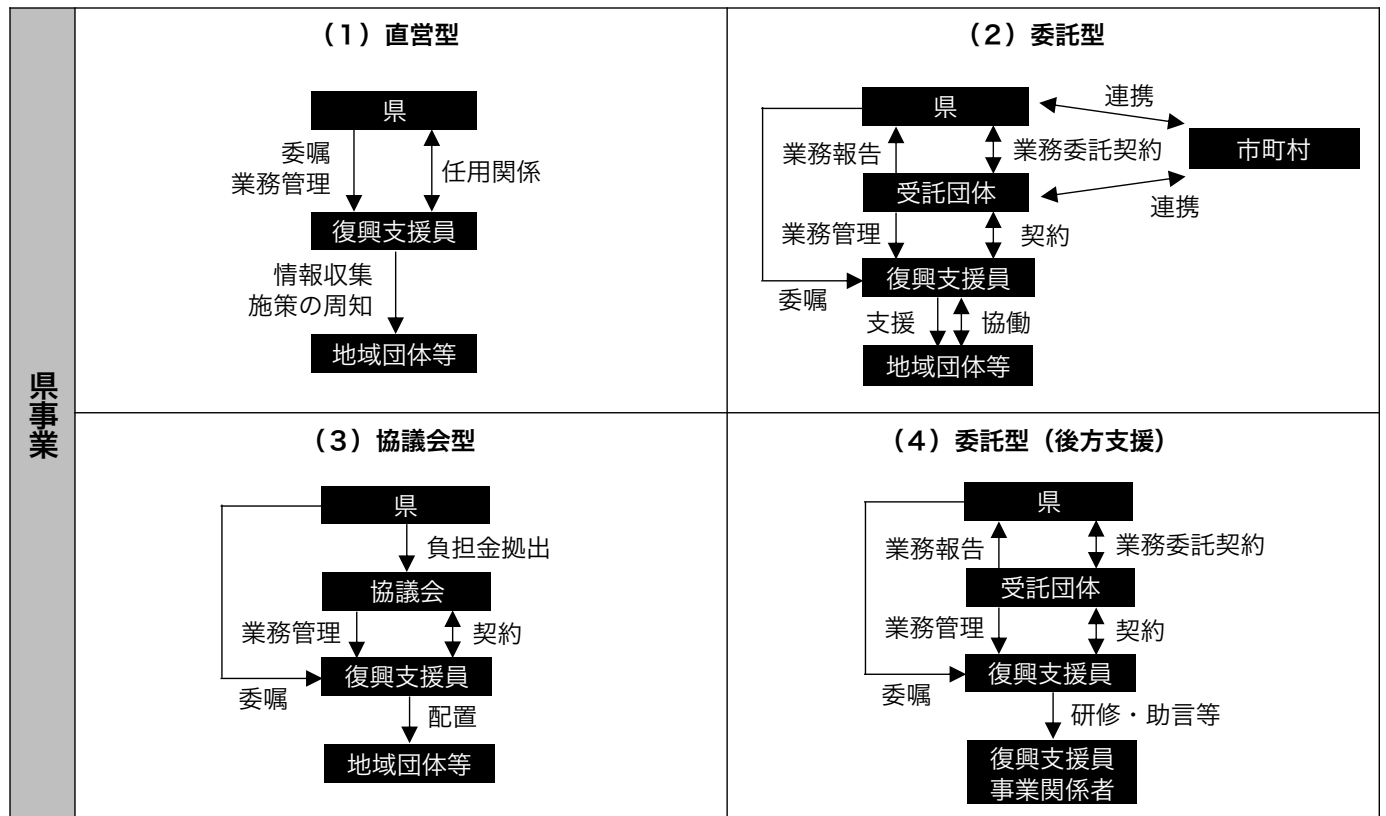 県事業
（１）直営型
県
委嘱
業務管理
任用関係
復興支援員
情報収集
施策の周知
地域団体等
（２）委託型
県
連携
市町村
業務報告
業務委託契約
受託団体
連携
業務管理
契約
復興支援員
委嘱
支援
協働
地域団体等
（３）協議会型
県
負担金拠出
協議会
業務管理
契約
復興支援員
委嘱
配置
地域団体等
（４）委託型（後方支援）
県
業務報告
業務委託契約
受託団体
業務管理
契約
復興支援員
委嘱
研修・助言等
復興支援員
事業関係者